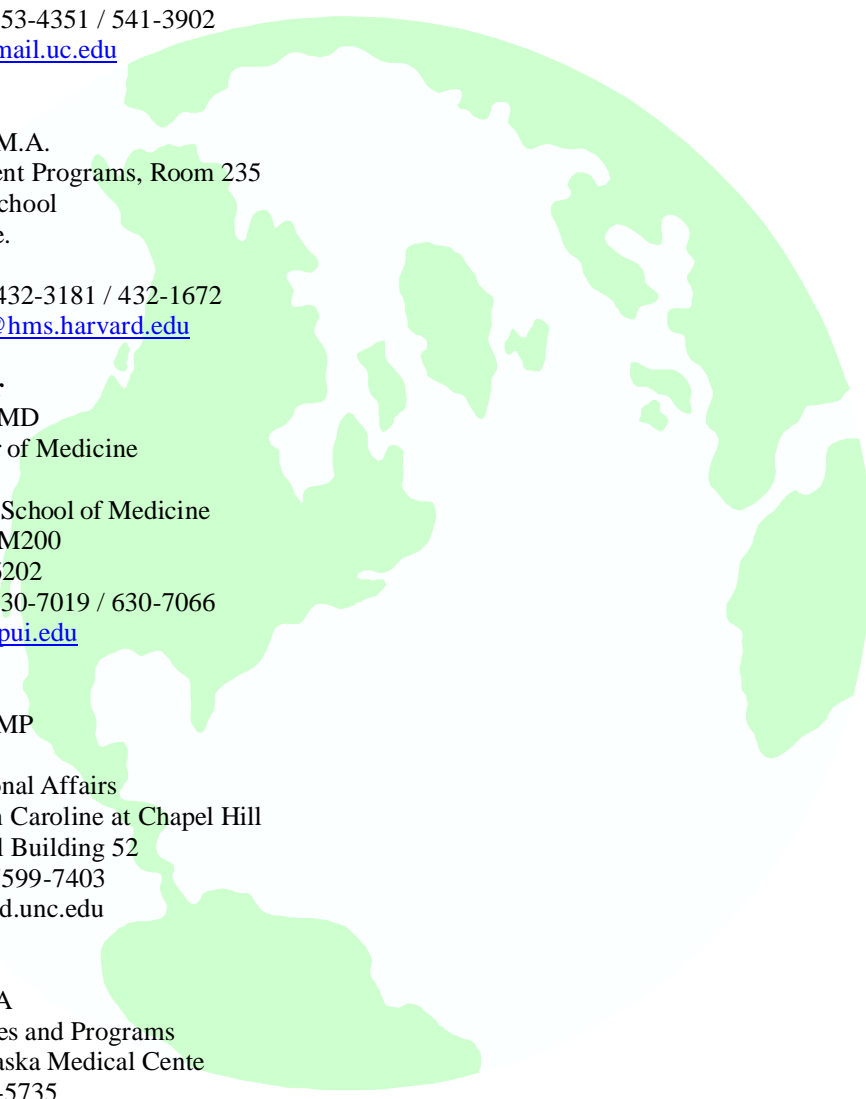 53-4351 / 541-3902
mail.uc.edu
M.A.
ent Programs, Room 235
chool
e.
432-3181 / 432-1672
@hms.harvard.edu
r
MD
r of Medicine
School of Medicine
M200
5202
30-7019 / 630-7066
pui.edu
MP
onal Affairs
n Caroline at Chapel Hill
l Building 52
599-7403
d.unc.edu
A
es and Programs
aska Medical Cente
-5735